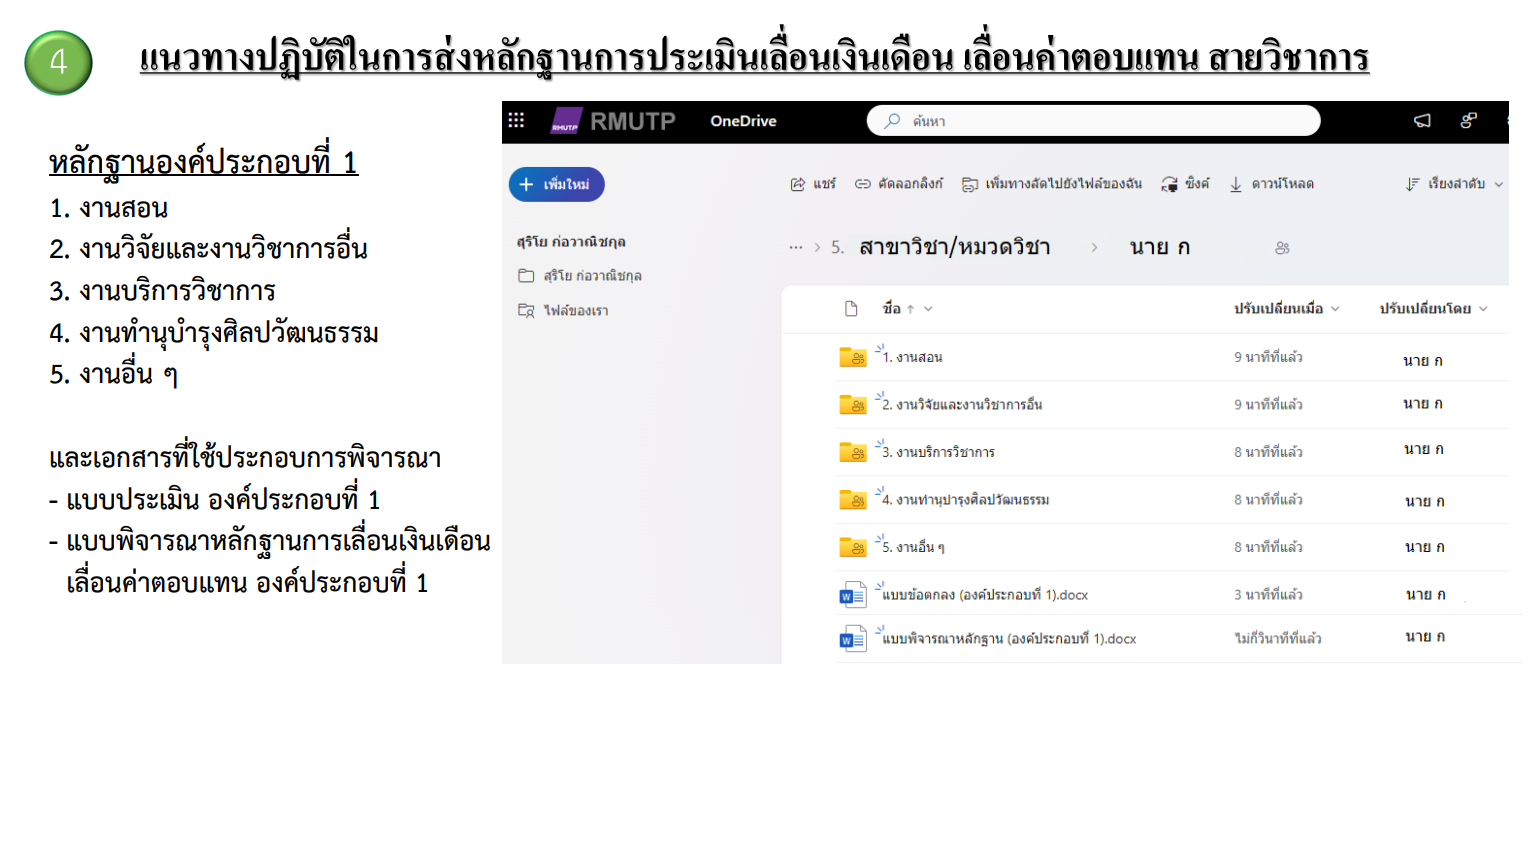 4
แนวทางปฏิบัติในการส่งหลักฐานการประเมินเลื่อนเงินเดือน เลื่อนค่าตอบแทน สายวิชาการ
หลักฐานองค์ประกอบที่ 1
1. งานสอน
2. งานวิจัยและงานวิชาการอื่น
3. งานบริการวิชาการ
4. งานทำนุบำรุงศิลปวัฒนธรรม
5. งานอื่น ๆ
และเอกสารที่ใช้ประกอบการพิจารณา
- แบบประเมิน องค์ประกอบที่ 1
- แบบพิจารณาหลักฐานการเลื่อนเงินเดือน
เลื่อนค่าตอบแทน องค์ประกอบที่ 1
RMUTP RMUTP OneDrive ค้นหา
+ เพิ่มใหม่
แชร์ คัดลอกลิงก์ เพิ่มทางลัดไปยังไฟล์ของฉัน ซิงค์ ดาวน์โหลด เรียงลำดับ
สุริโย ก่อวาณิชกุล
สุริโย ก่อวาณิชกุล
ไฟล์ของเรา
... > 5. สาขาวิชา/หมวดวิชา > นาย ก
ชื่อ ↑ ปรับเปลี่ยนเมื่อ ปรับเปลี่ยนโดย
1. งานสอน 9 นาทีที่แล้ว นาย ก
2. งานวิจัยและงานวิชาการอื่น 9 นาทีที่แล้ว นาย ก
3. งานบริการวิชาการ 8 นาทีที่แล้ว นาย ก
4. งานทำนุบำรุงศิลปวัฒนธรรม 8 นาทีที่แล้ว นาย ก
5. งานอื่น ๆ 8 นาทีที่แล้ว นาย ก
แบบข้อตกลง (องค์ประกอบที่ 1).docx 3 นาทีที่แล้ว นาย ก
แบบพิจารณาหลักฐาน (องค์ประกอบที่ 1).docx ไม่กี่วินาทีที่แล้ว นาย ก